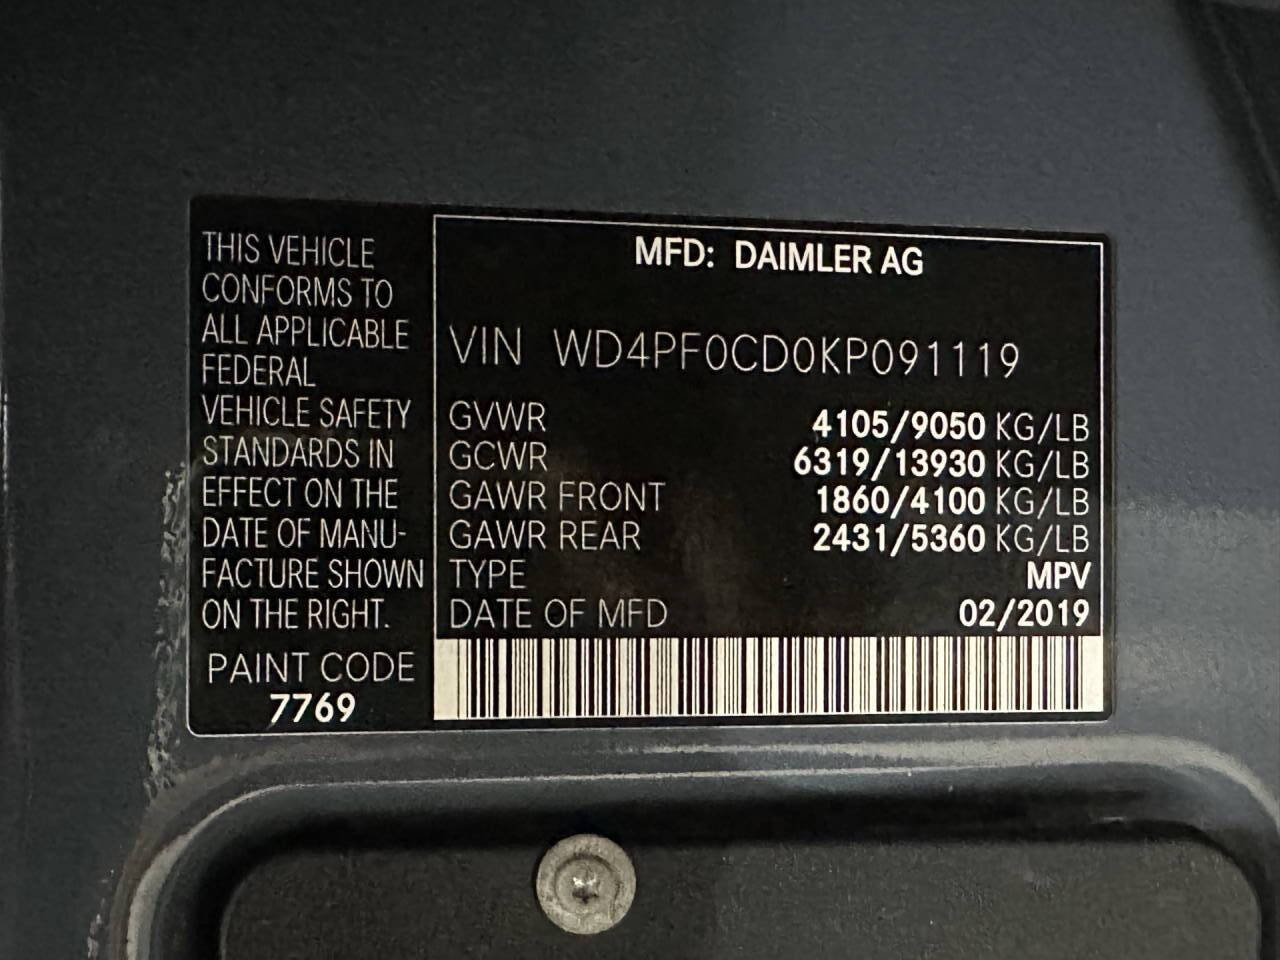 THIS VEHICLE
CONFORMS TO
ALL APPLICABLE
FEDERAL
VEHICLE SAFETY
STANDARDS IN
EFFECT ON THE
DATE OF MANU-
FACTURE SHOWN
ON THE RIGHT.
PAINT CODE
7769
MFD: DAIMLER AG
VIN WD4PF0CD0KP091119
GVWR 4105/9050 KG/LB
GCWR 6319/13930 KG/LB
GAWR FRONT 1860/4100 KG/LB
GAWR REAR 2431/5360 KG/LB
TYPE MPV
DATE OF MFD 02/2019